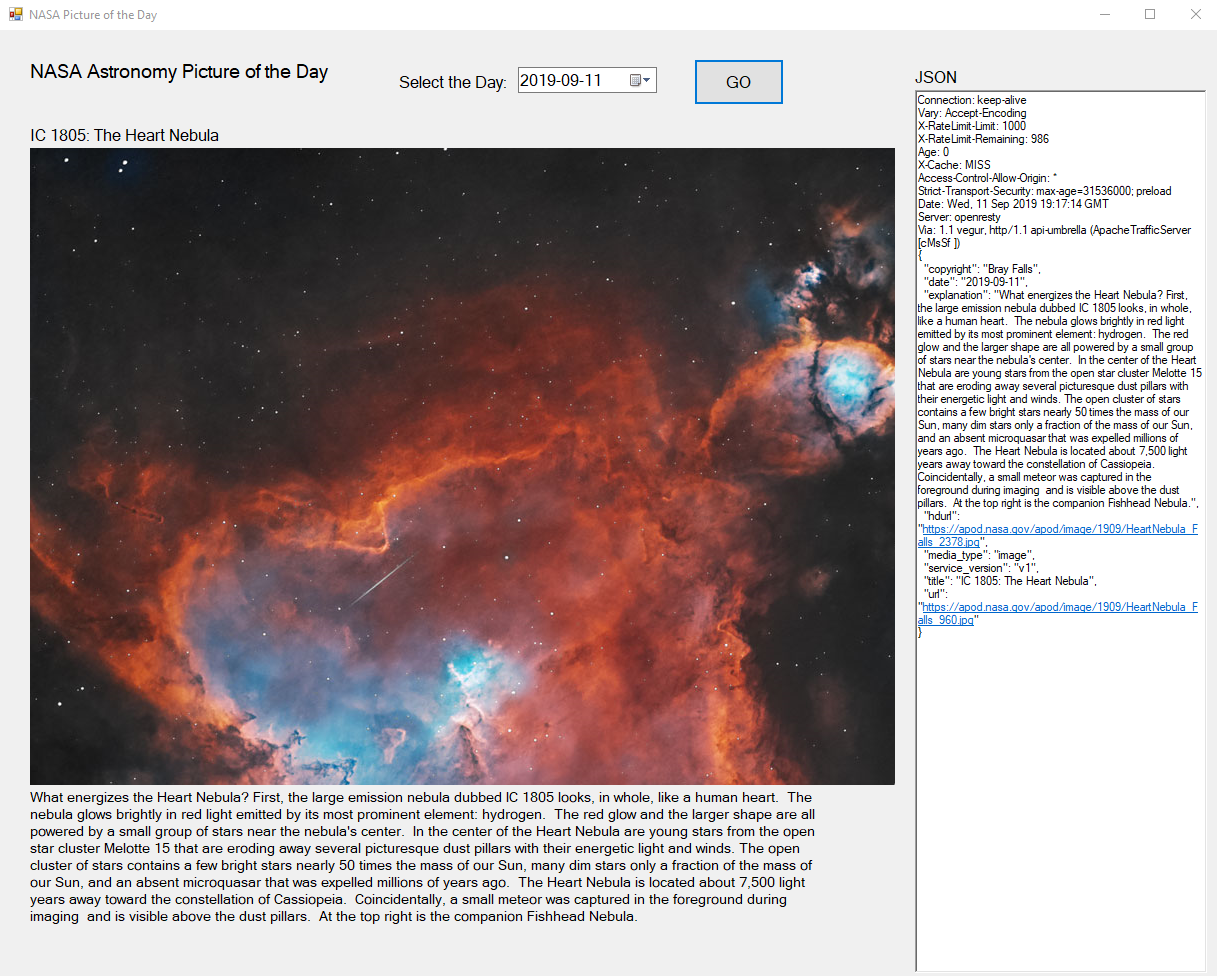 NASA Picture of the Day
NASA Astronomy Picture of the Day
Select the Day:
2019-09-11
GO
IC 1805: The Heart Nebula
What energizes the Heart Nebula? First, the large emission nebula dubbed IC 1805 looks, in whole, like a human heart.  The
nebula glows brightly in red light emitted by its most prominent element: hydrogen.  The red glow and the larger shape are all
powered by a small group of stars near the nebula's center.  In the center of the Heart Nebula are young stars from the open
star cluster Melotte 15 that are eroding away several picturesque dust pillars with their energetic light and winds. The open
cluster of stars contains a few bright stars nearly 50 times the mass of our Sun, many dim stars only a fraction of the mass of
our Sun, and an absent microquasar that was expelled millions of years ago.  The Heart Nebula is located about 7,500 light
years away toward the constellation of Cassiopeia.  Coincidentally, a small meteor was captured in the foreground during
imaging  and is visible above the dust pillars.  At the top right is the companion Fishhead Nebula.
JSON
Connection: keep-alive
Vary: Accept-Encoding
X-RateLimit-Limit: 1000
X-RateLimit-Remaining: 986
Age: 0
X-Cache: MISS
Access-Control-Allow-Origin: *
Strict-Transport-Security: max-age=31536000; preload
Date: Wed, 11 Sep 2019 19:17:14 GMT
Server: openresty
Via: 1.1 vegur, http/1.1 api-umbrella (ApacheTrafficServer
[cMsSf ])
{
"copyright": "Bray Falls",
"date": "2019-09-11",
"explanation": "What energizes the Heart Nebula? First,
the large emission nebula dubbed IC 1805 looks, in whole,
like a human heart.  The nebula glows brightly in red light
emitted by its most prominent element: hydrogen.  The red
glow and the larger shape are all powered by a small group
of stars near the nebula's center.  In the center of the Heart
Nebula are young stars from the open star cluster Melotte 15
that are eroding away several picturesque dust pillars with
their energetic light and winds. The open cluster of stars
contains a few bright stars nearly 50 times the mass of our
Sun, many dim stars only a fraction of the mass of our Sun,
and an absent microquasar that was expelled millions of
years ago.  The Heart Nebula is located about 7,500 light
years away toward the constellation of Cassiopeia.
Coincidentally, a small meteor was captured in the
foreground during imaging  and is visible above the dust
pillars.  At the top right is the companion Fishhead Nebula.",
"hdurl":
"https://apod.nasa.gov/apod/image/1909/HeartNebula_F
alls_2378.jpg",
"media_type": "image",
"service_version": "v1",
"title": "IC 1805: The Heart Nebula",
"url":
"https://apod.nasa.gov/apod/image/1909/HeartNebula_F
alls_960.jpg"
}